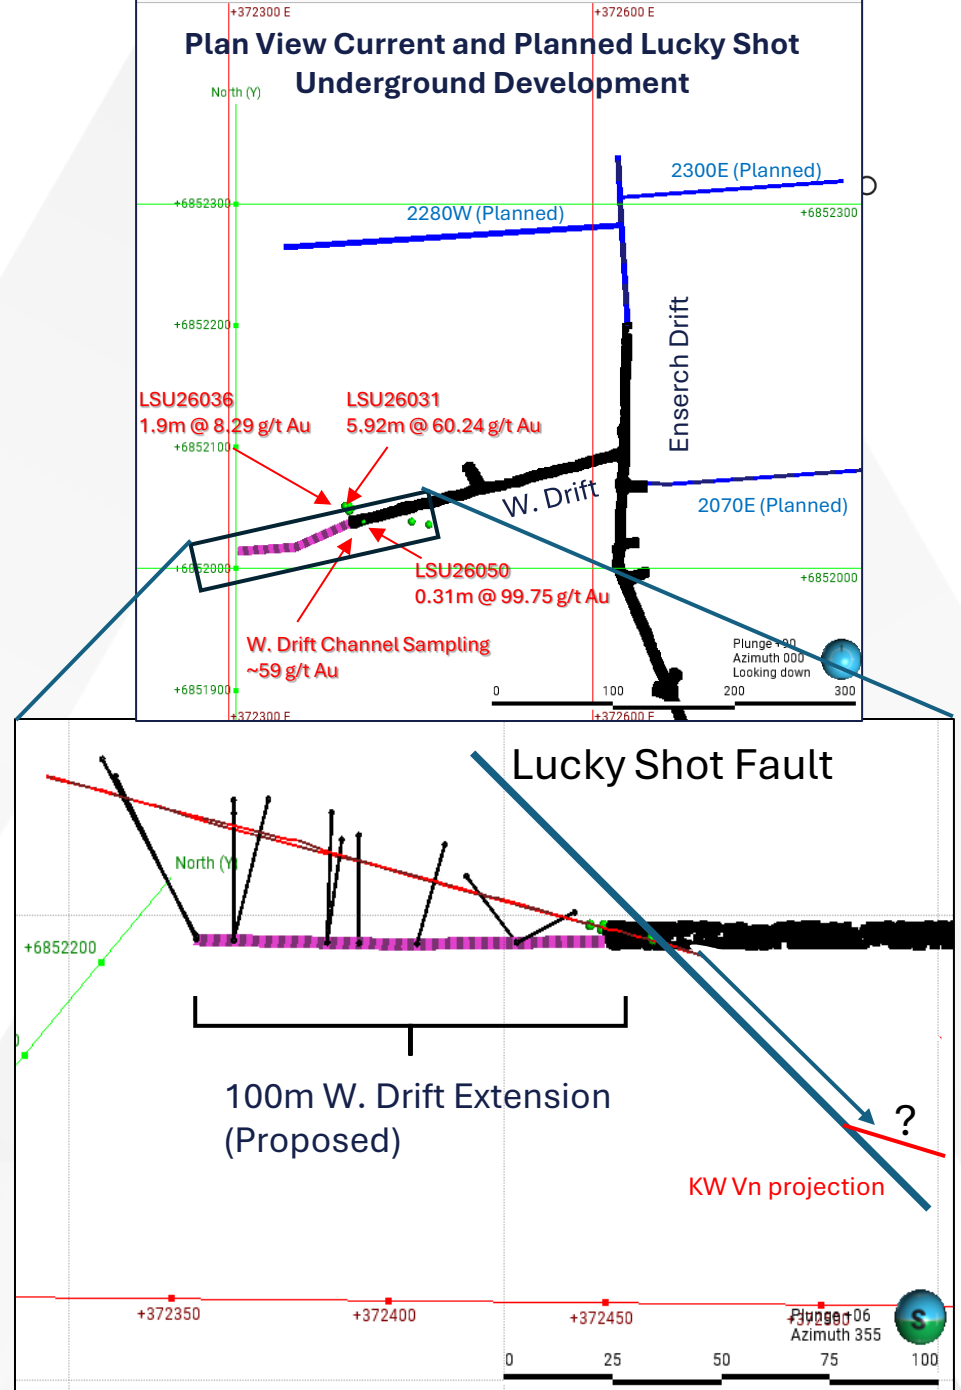 +372300 E
+372600 E
Plan View Current and Planned Lucky Shot
Underground Development
North (Y)
2300E (Planned)
+6852300
2280W (Planned)
+6852300
+6852200
Enserch Drift
LSU26036
1.9m @ 8.29 g/t Au
LSU26031
5.92m @ 60.24 g/t Au
+6852100
W. Drift
2070E (Planned)
+6852000
LSU26050
0.31m @ 99.75 g/t Au
+6852000
W. Drift Channel Sampling
~59 g/t Au
Plunge +90
Azimuth 000
Looking down
+6851900
0 100 200 300
+372300 E
+372600 E
Lucky Shot Fault
North (Y)
+6852200
0
100m W. Drift Extension
(Proposed)
?
KW Vn projection
+372350
+372400
+372450
+372500
Plunge +06
Azimuth 355
S
0 25 50 75 100